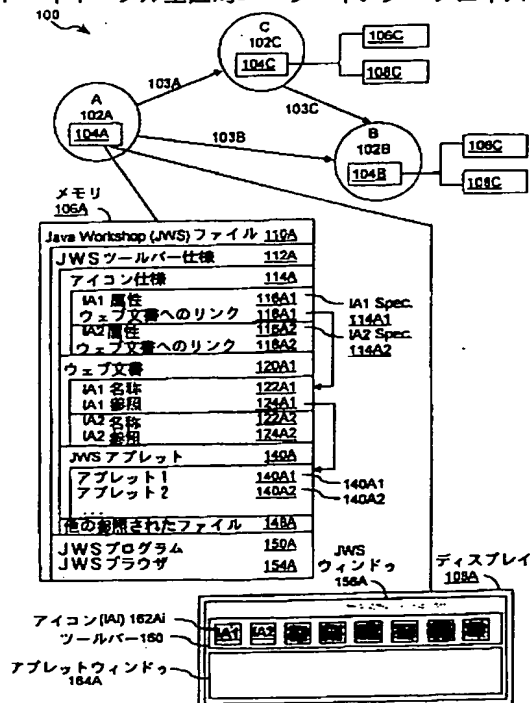 100
C
102C
104C
106C
108C
103A
103C
A
102A
104A
103B
B
102B
104B
106C
108C
メモリ
106A
Java Workshop (JWS) ファイル 110A
JWSツールバー仕様 112A
アイコン仕様 114A
IA1 属性 116A1
ウェブ文書へのリンク 118A1
IA2 属性 116A2
ウェブ文書へのリンク 118A2
IA1 Spec.
114A1
IA2 Spec.
114A2
ウェブ文書 120A1
IA1 名称 122A1
IA1 参照 124A1
IA2 名称 122A2
IA2 参照 124A2
JWS アプレット 140A
アプレット1 140A1
アプレット2 140A2
...
140A1
140A2
他の参照されたファイル 148A
JWSプログラム 150A
JWSブラウザ 154A
JWS
ウィンドゥ
156A
ディスプレイ
108A
アイコン(IAI) 162Ai
ツールバー160
IA1 IA2
アプレットウィンドゥ
164A